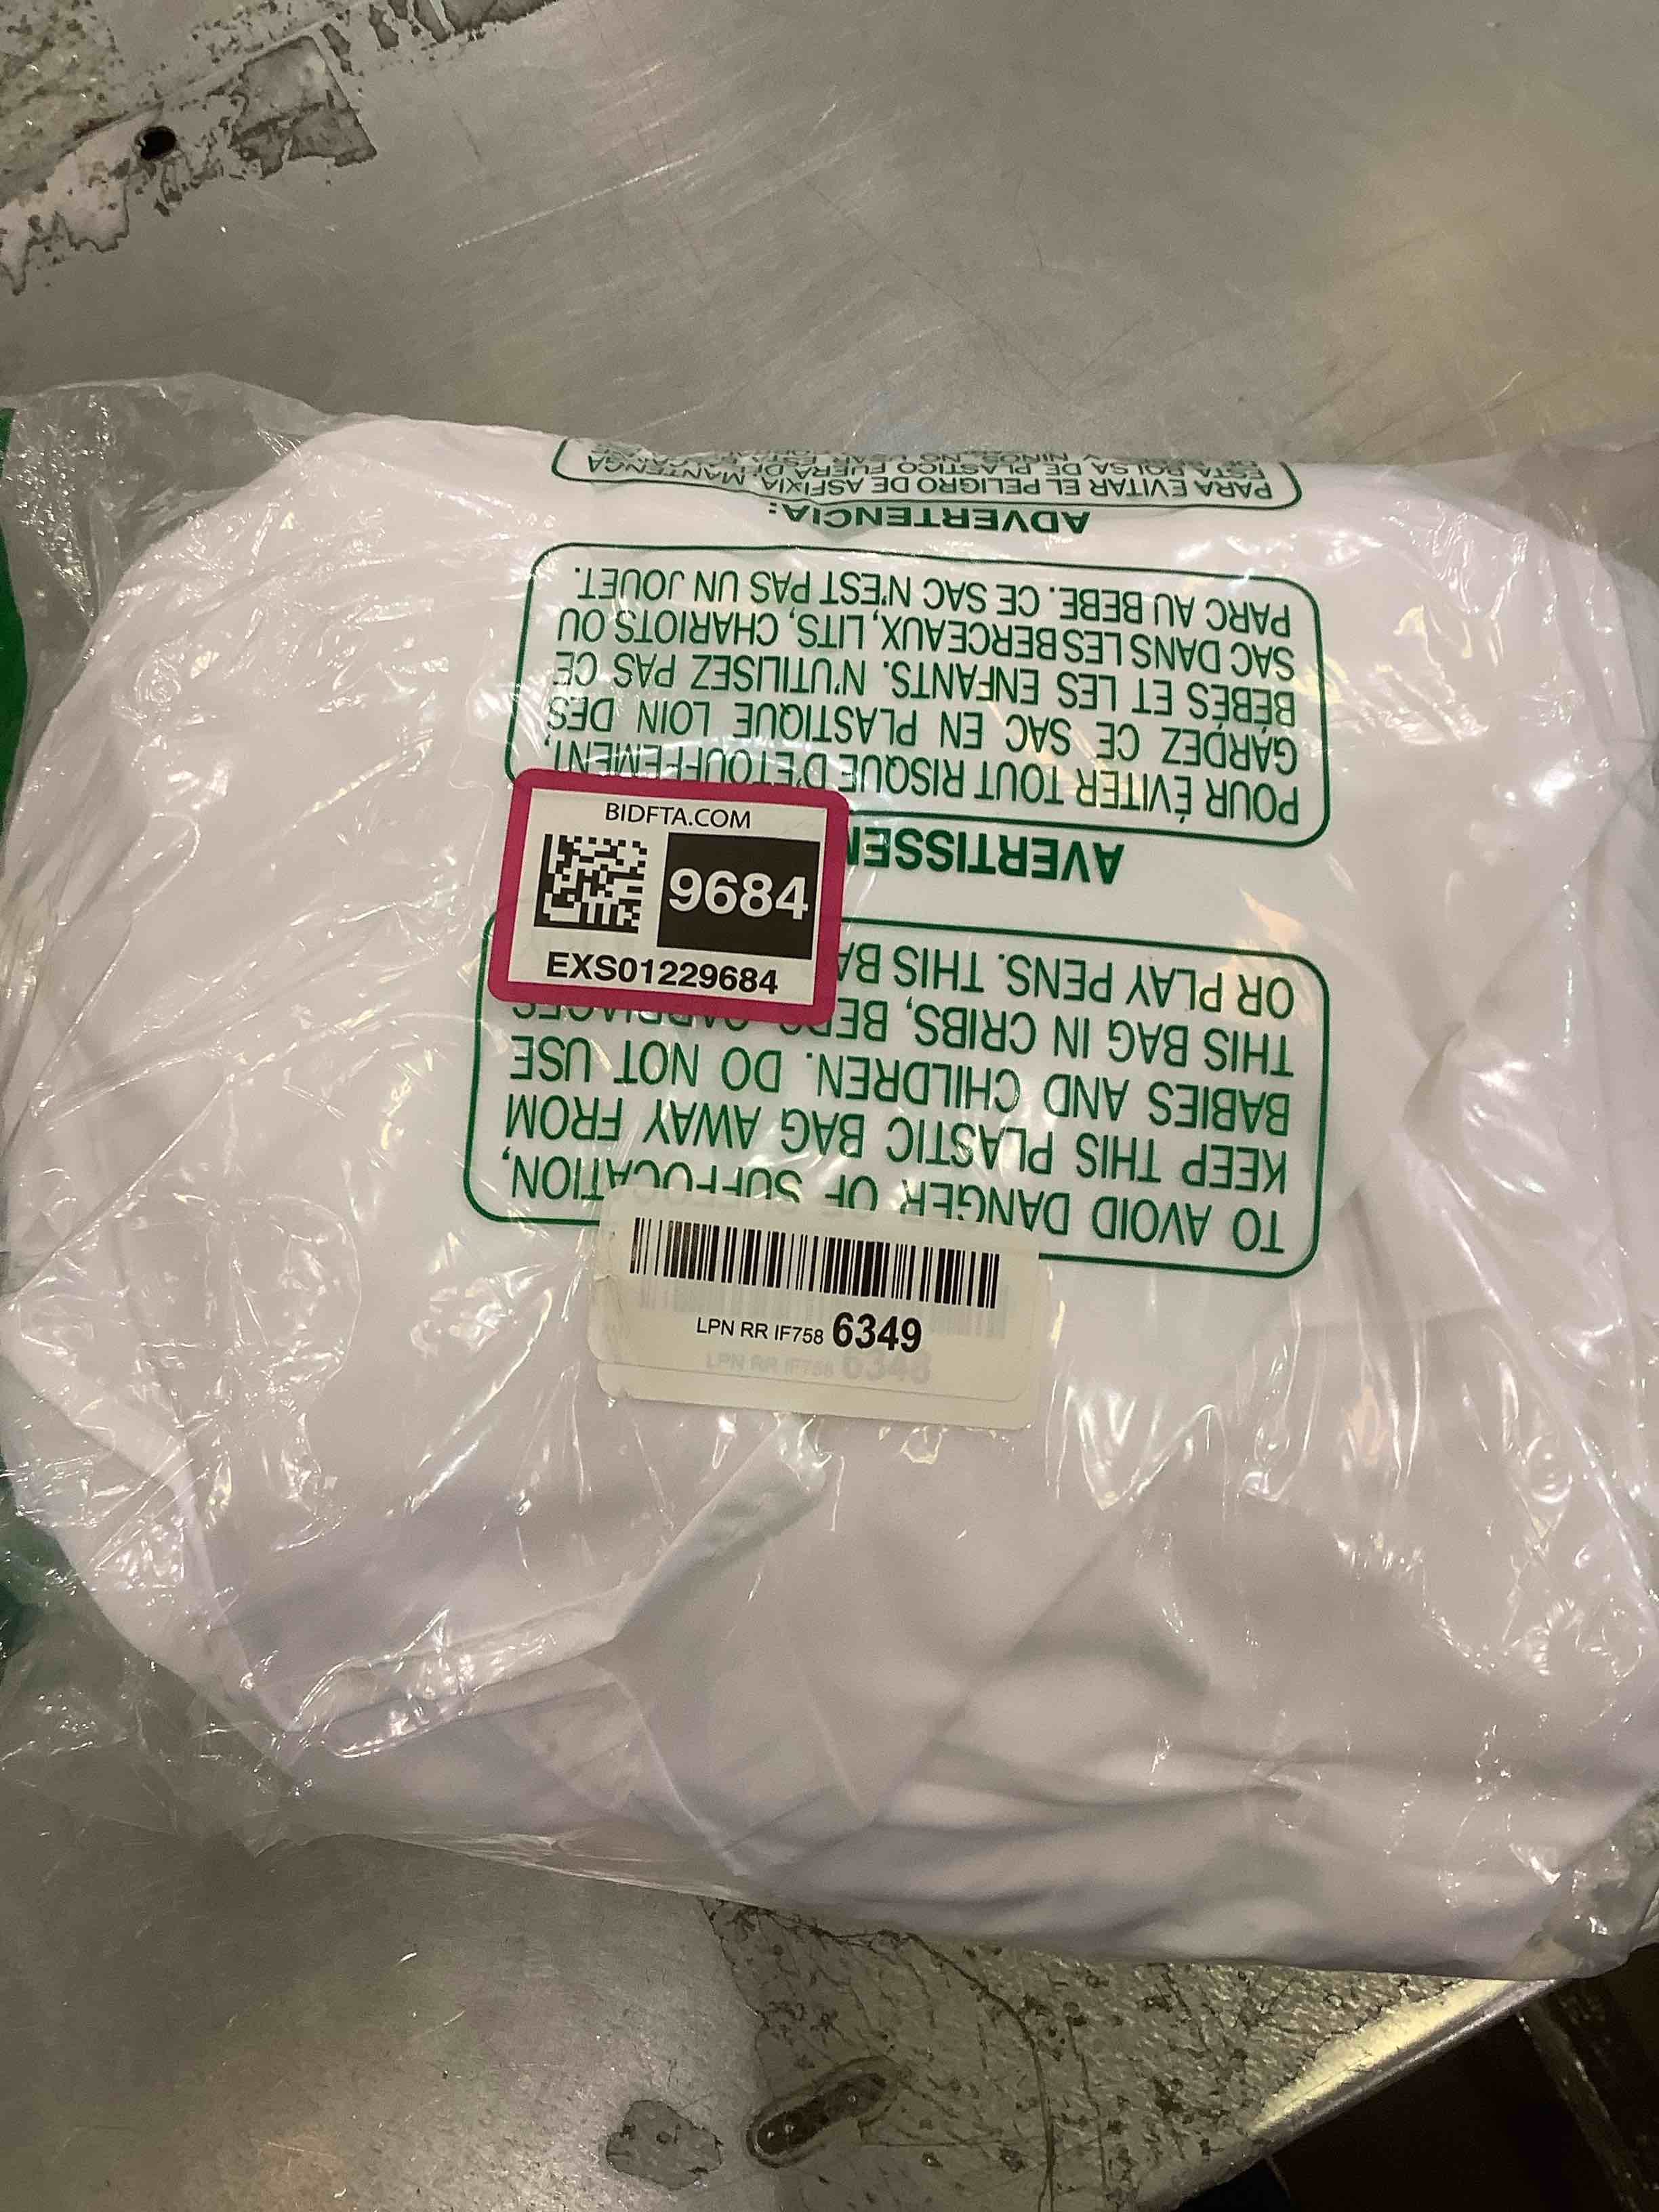 BIDFTA.COM
9684
EXS01229684
LPN RR IF758 6349
TO AVOID DANGER OF SUFFOCATION,
KEEP THIS PLASTIC BAG AWAY FROM
BABIES AND CHILDREN. DO NOT USE
THIS BAG IN CRIBS, BEDS, CARRIAGES
OR PLAY PENS. THIS
AVERTISSEM
POUR ÉVITER TOUT RISQUE D'ETOUFFEMENT,
GARDEZ CE SAC EN PLASTIQUE LOIN DES
BÉBÉS ET LES ENFANTS. N'UTILISEZ PAS CE
SAC DANS LES BERCEAUX, LITS, CHARIOTS OU
PARC AU BEBE. CE SAC N'EST PAS UN JOUET.
ADVERTENCIA:
PARA EVITAR EL PELIGRO DE ASFIXIA, MANTENGA
ESTA BOLSA DE PLASTICO FUERA